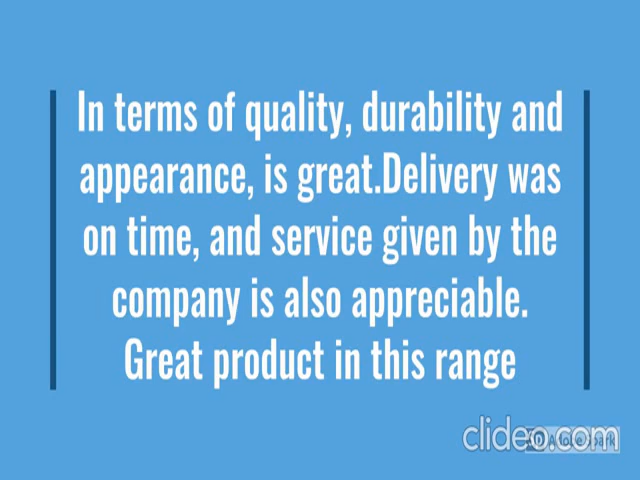 In terms of quality, durability and
appearance, is great.Delivery was
on time, and service given by the
company is also appreciable.
Great product in this range
clideo.com